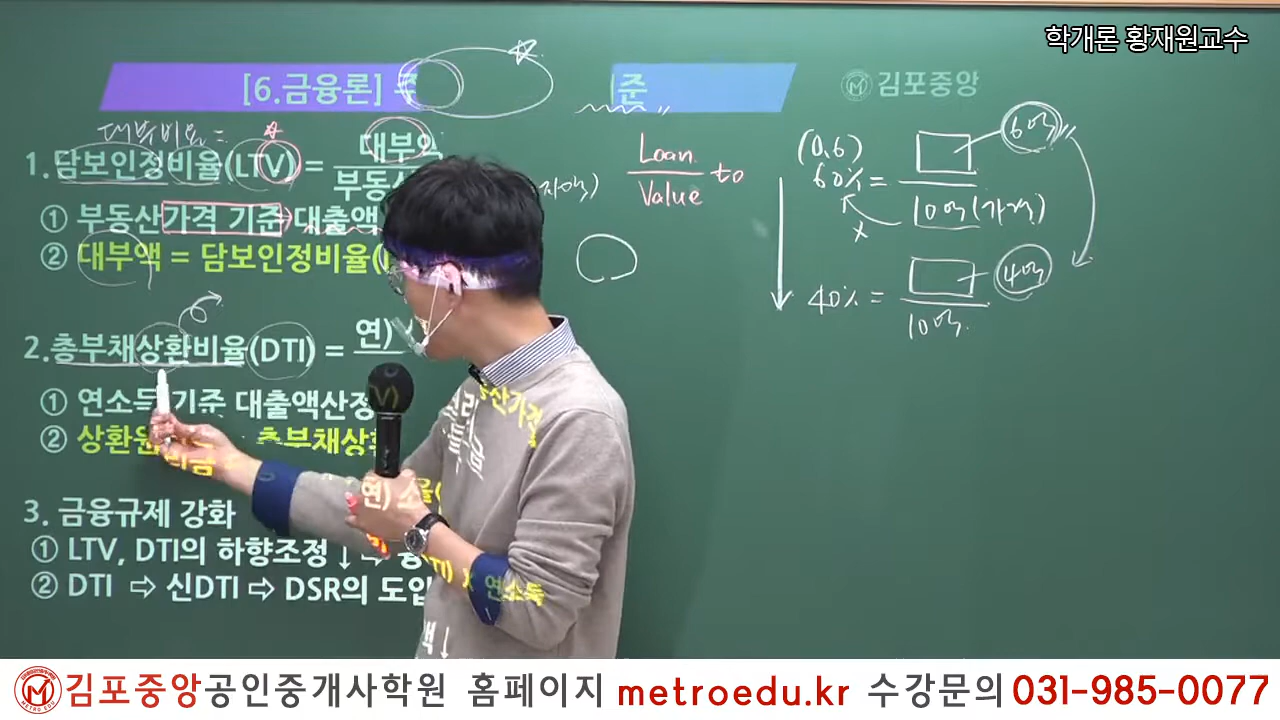 학개론 황재원교수
[6.금융론]
준
김포중앙
대부비율 =
1.담보인정비율(LTV) = 대부액
① 부동산가격 기준 대출액
② 대부액 = 담보인정비율(
Loan
Value
to
(0.6)
60% =
6억
10억(가격)
40% =
4억
10억
2.총부채상환비율(DTI) = 연)
① 연소득 기준 대출액산정
② 상환원리금 = 총부채상환
연) 소
연소득
3. 금융규제 강화
① LTV, DTI의 하향조정↓ ⇨
② DTI ⇨ 신DTI ⇨ DSR의 도입
METRO EDU
김포중앙공인중개사학원 홈페이지 metroedu.kr 수강문의 031-985-0077